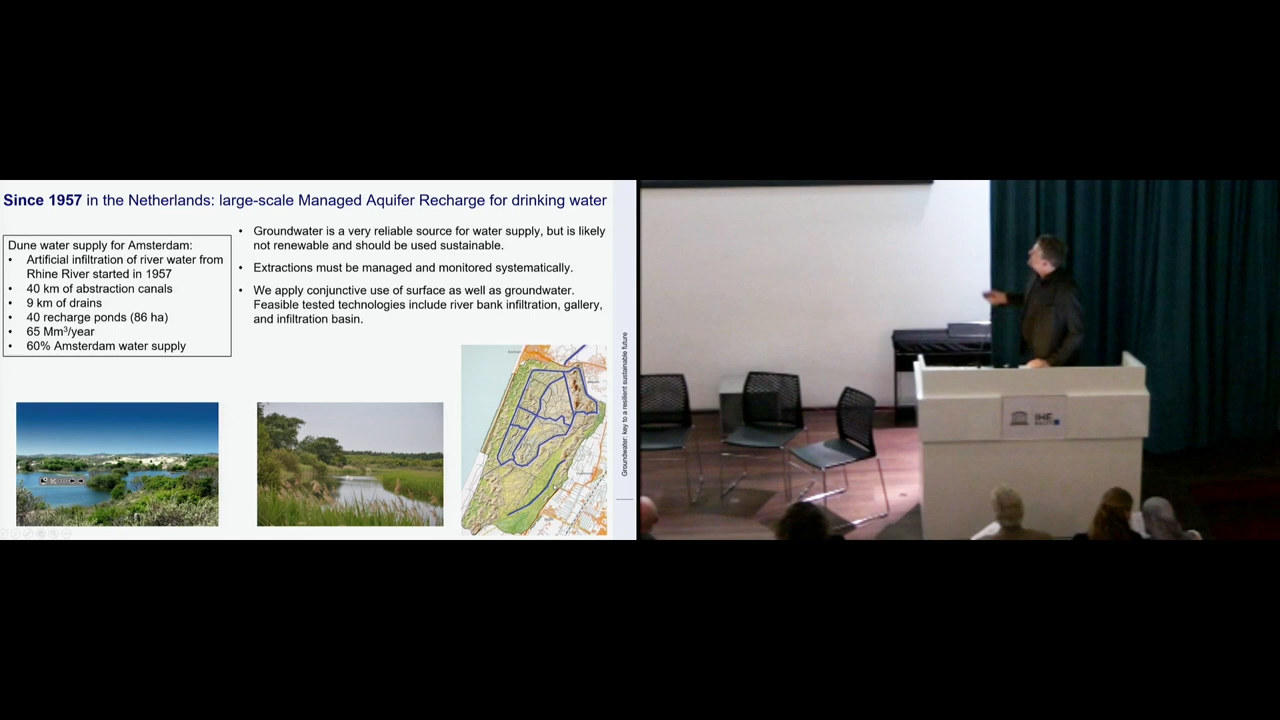 Since 1957 in the Netherlands: large-scale Managed Aquifer Recharge for drinking water
Dune water supply for Amsterdam:
• Artificial infiltration of river water from
Rhine River started in 1957
• 40 km of abstraction canals
• 9 km of drains
• 40 recharge ponds (86 ha)
• 65 Mm³/year
• 60% Amsterdam water supply
• Groundwater is a very reliable source for water supply, but is likely
not renewable and should be used sustainable.
• Extractions must be managed and monitored systematically.
• We apply conjunctive use of surface as well as groundwater.
Feasible tested technologies include river bank infiltration, gallery,
and infiltration basin.
Groundwater: key to a resilient sustainable future
IHE